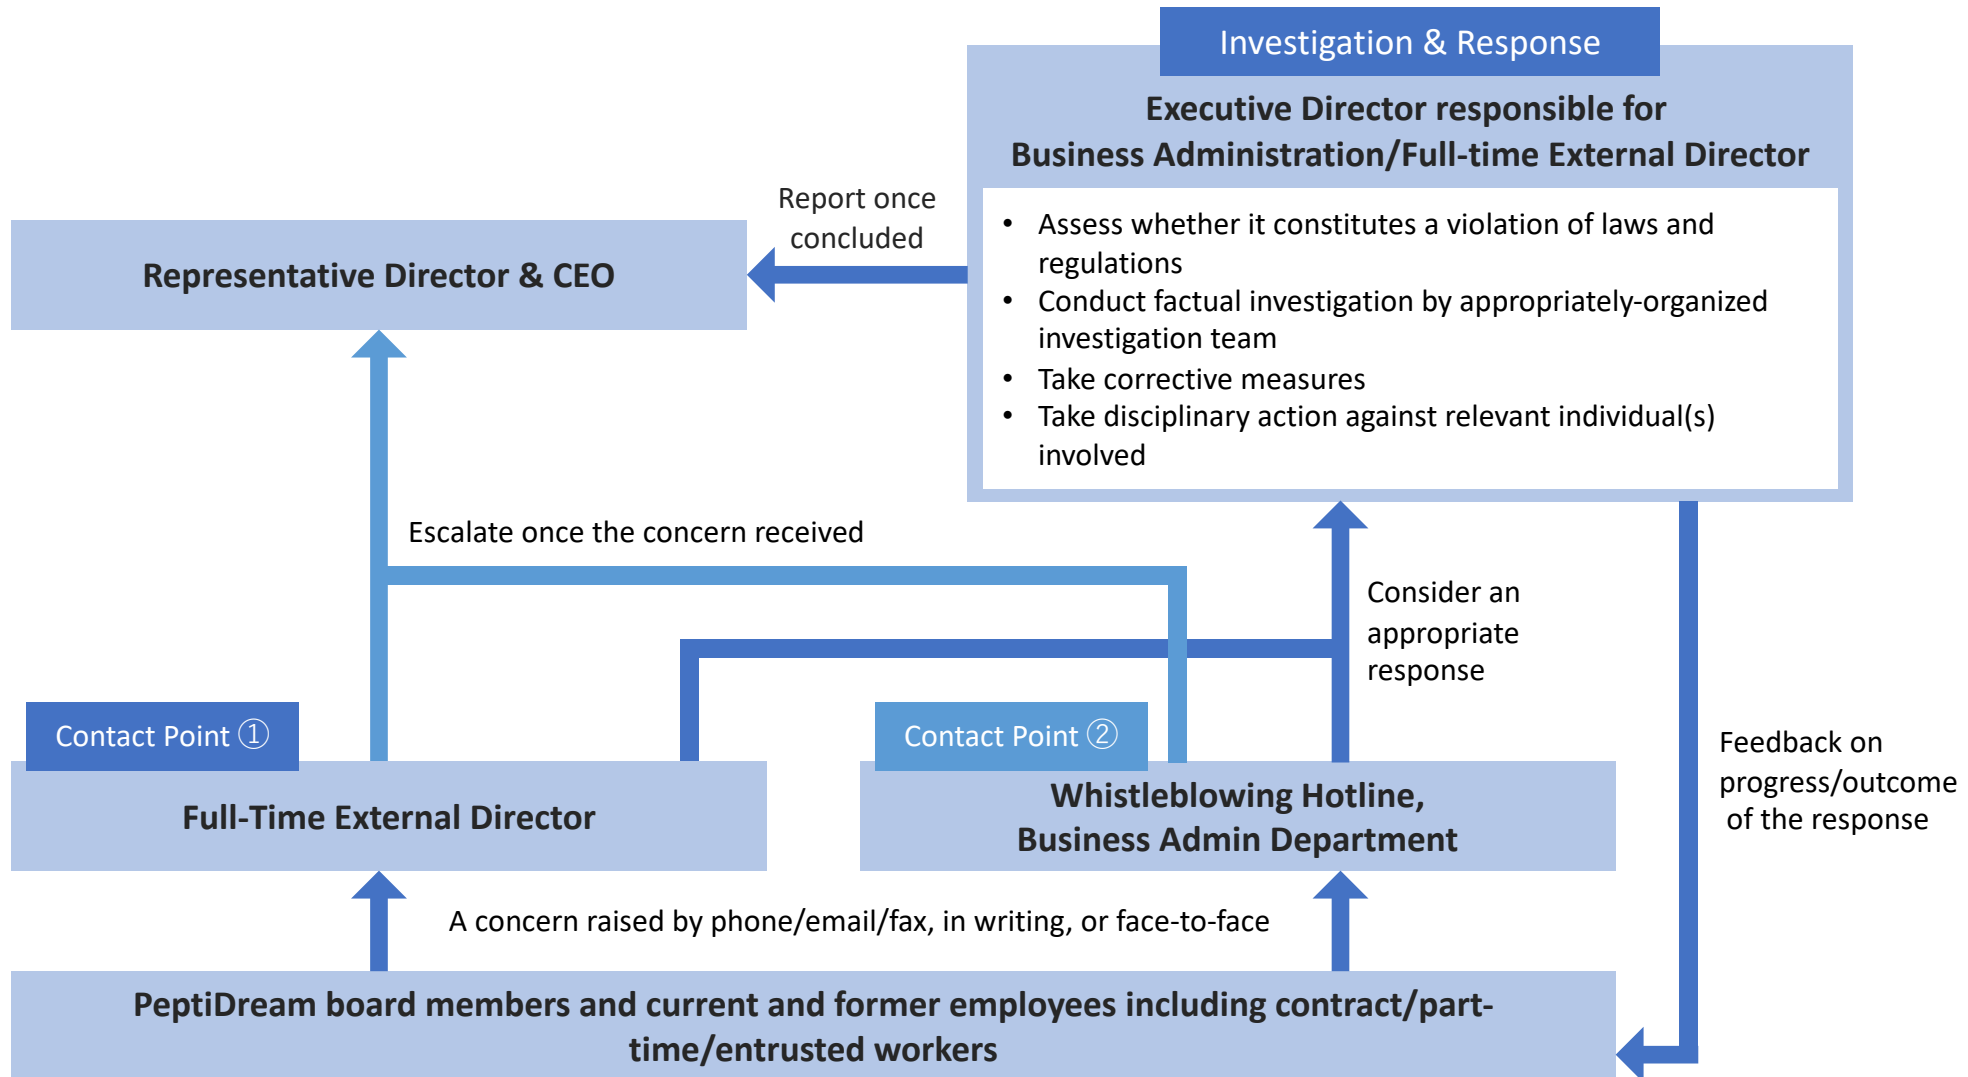 Investigation & Response
Executive Director responsible for
Business Administration/Full-time External Director
• Assess whether it constitutes a violation of laws and
regulations
• Conduct factual investigation by appropriately-organized
investigation team
• Take corrective measures
• Take disciplinary action against relevant individual(s)
involved
Report once
concluded
Representative Director & CEO
Escalate once the concern received
Consider an
appropriate
response
Contact Point ①
Full-Time External Director
Contact Point ②
Whistleblowing Hotline,
Business Admin Department
Feedback on
progress/outcome
of the response
A concern raised by phone/email/fax, in writing, or face-to-face
PeptiDream board members and current and former employees including contract/part-
time/entrusted workers